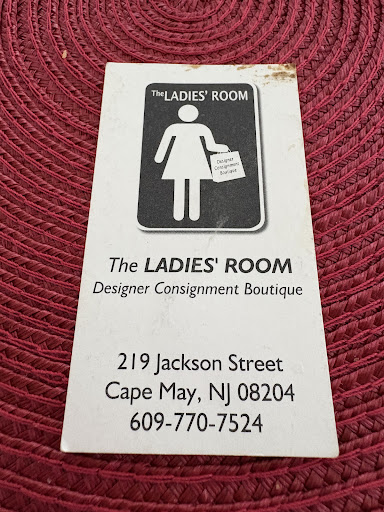 The LADIES' ROOM
Designer
Consignment
Boutique
The LADIES' ROOM
Designer Consignment Boutique
219 Jackson Street
Cape May, NJ 08204
609-770-7524